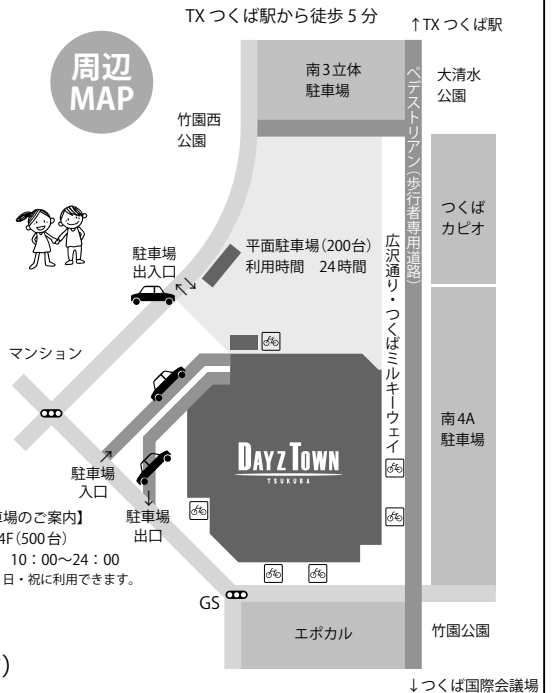 TX つくば駅から徒歩 5 分
↑TX つくば駅
周辺
MAP
南3立体
駐車場
大清水
公園
竹園西
公園
ペデストリアン(歩行者専用道路)
つくば
カピオ
平面駐車場(200台)
利用時間 24時間
駐車場
出入口
広沢通り・つくばミルキーウェイ
マンション
DAYZ TOWN
TSUKUBA
南4A
駐車場
駐車場
入口
駐車場
出口
場のご案内】
4F(500台)
10：00〜24：00
日・祝に利用できます。
GS
エポカル
竹園公園
)
↓つくば国際会議場